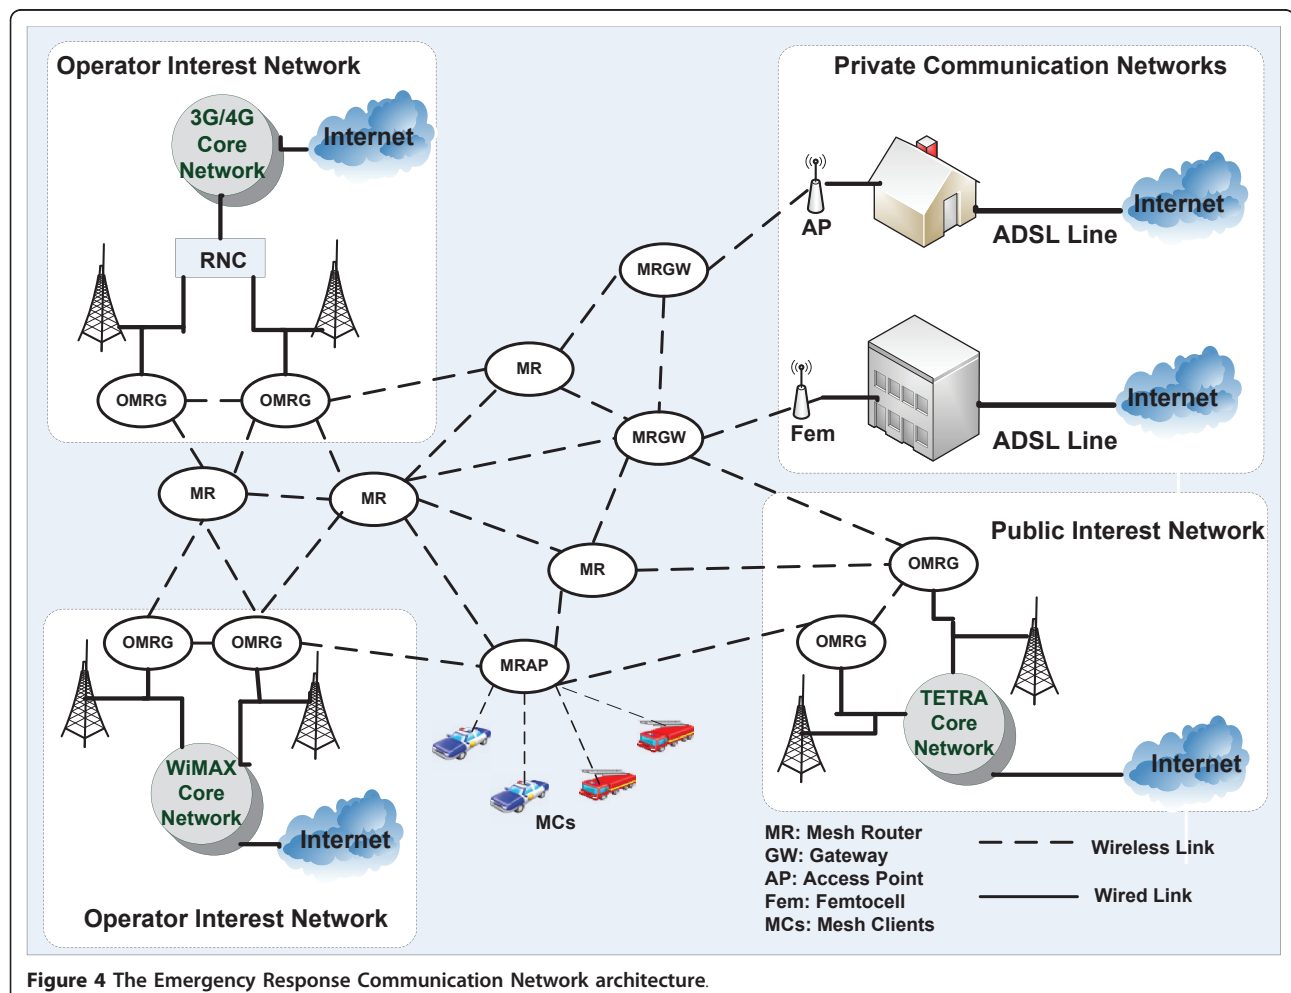 Operator Interest Network
3G/4G
Core
Network
Internet
RNC
OMRG
OMRG
Private Communication Networks
AP
ADSL Line
Internet
Fem
ADSL Line
Internet
MRGW
MR
MRGW
MR
MR
MR
MRAP
MCs
Public Interest Network
OMRG
OMRG
TETRA
Core
Network
Internet
OMRG
OMRG
WiMAX
Core
Network
Internet
Operator Interest Network
MR: Mesh Router
GW: Gateway
AP: Access Point
Fem: Femtocell
MCs: Mesh Clients
Wireless Link
Wired Link
Figure 4 The Emergency Response Communication Network architecture.